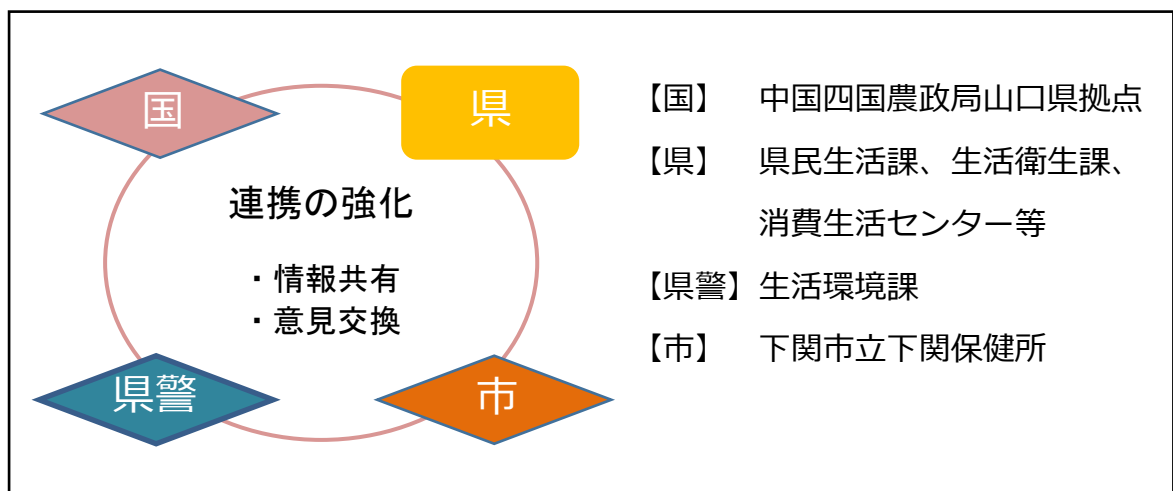 国
県
連携の強化
・情報共有
・意見交換
県警
市
【国】 中国四国農政局山口県拠点
【県】 県民生活課、生活衛生課、
消費生活センター等
【県警】生活環境課
【市】 下関市立下関保健所